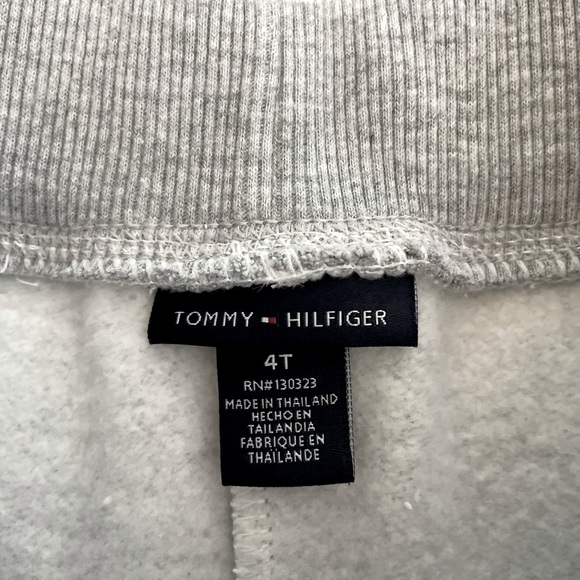 TOMMY HILFIGER
4T
RN#130323
MADE IN THAILAND
HECHO EN
TAILANDIA
FABRIQUE EN
THAÏLANDE